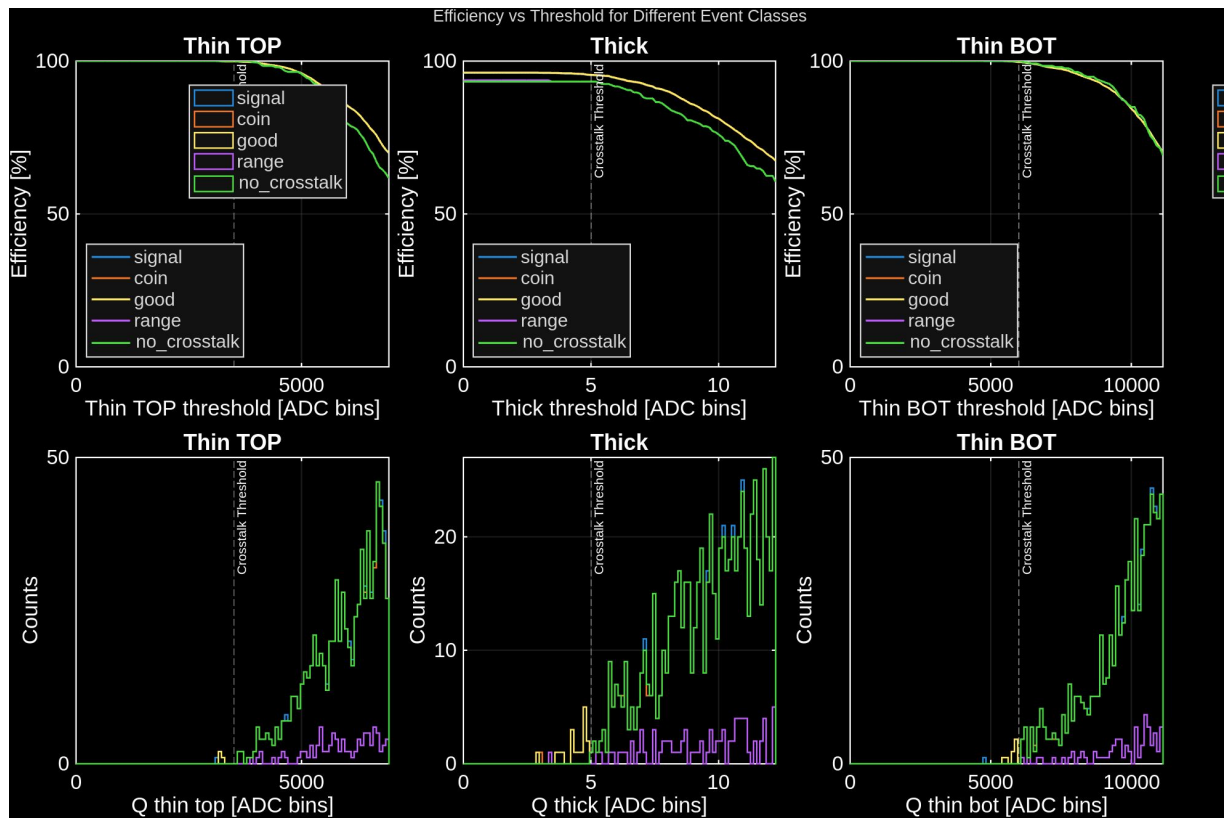 Efficiency vs Threshold for Different Event Classes
Thin TOP
Thick
Thin BOT
100
50
0
Efficiency [%]
Crosstalk Threshold
signal
coin
good
range
no_crosstalk
signal
coin
good
range
no_crosstalk
0
5000
Thin TOP threshold [ADC bins]
100
50
0
Efficiency [%]
Crosstalk Threshold
signal
coin
good
range
no_crosstalk
0
5
10
Thick threshold [ADC bins]
100
50
0
Efficiency [%]
Crosstalk Threshold
signal
coin
good
range
no_crosstalk
0
5000
10000
Thin BOT threshold [ADC bins]
Thin TOP
Thick
Thin BOT
50
0
Counts
Crosstalk Threshold
0
5000
Q thin top [ADC bins]
20
10
0
Counts
Crosstalk Threshold
0
5
10
Q thick [ADC bins]
50
0
Counts
Crosstalk Threshold
0
5000
10000
Q thin bot [ADC bins]